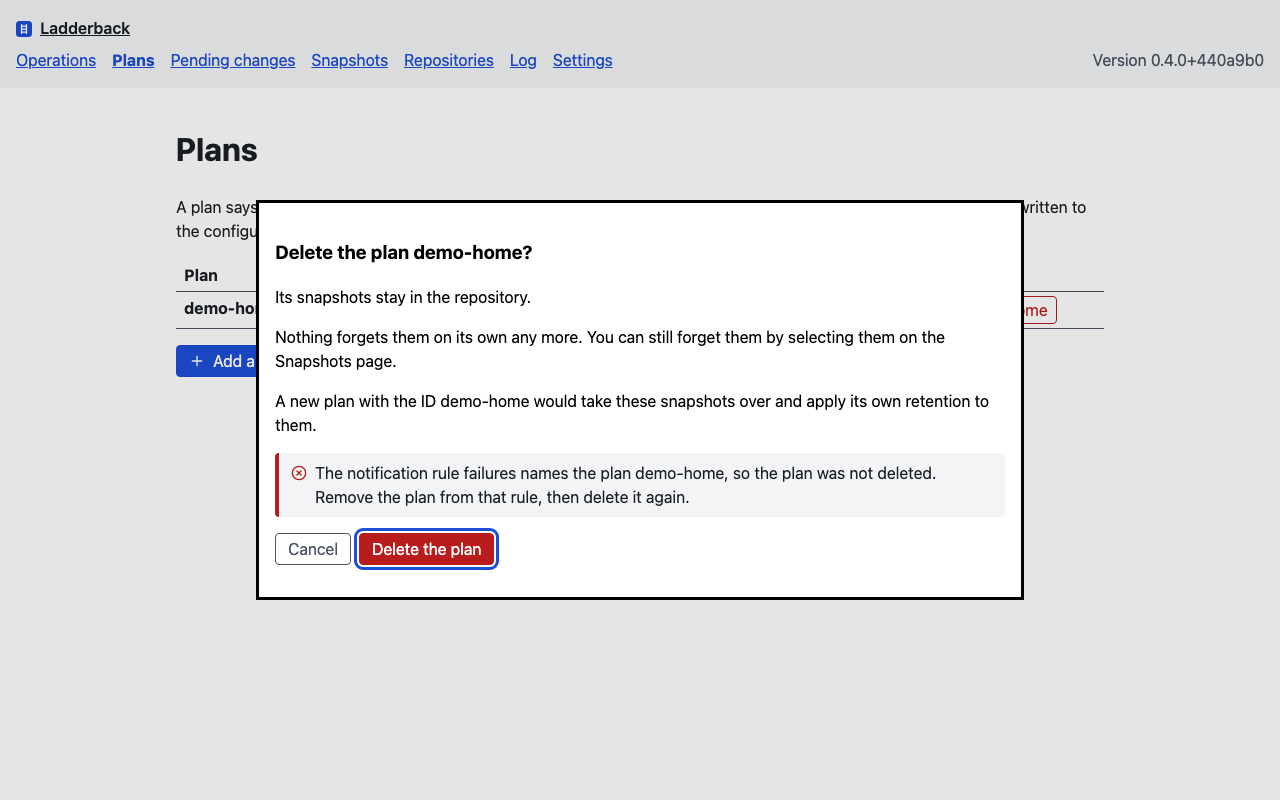 Ladderback
Operations Plans Pending changes Snapshots Repositories Log Settings Version 0.4.0+440a9b0
Plans
A plan says written to
the configu
Plan
demo-hom ome
Add a
Delete the plan demo-home?
Its snapshots stay in the repository.
Nothing forgets them on its own any more. You can still forget them by selecting them on the
Snapshots page.
A new plan with the ID demo-home would take these snapshots over and apply its own retention to
them.
The notification rule failures names the plan demo-home, so the plan was not deleted.
Remove the plan from that rule, then delete it again.
Cancel Delete the plan